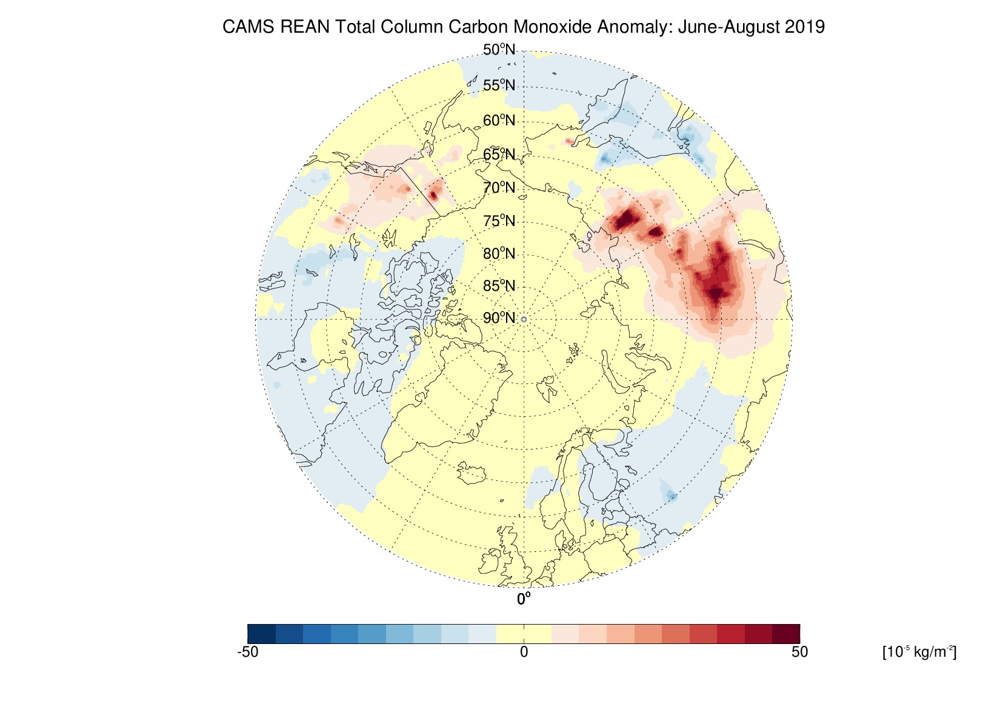 CAMS REAN Total Column Carbon Monoxide Anomaly: June-August 2019
50°N
55°N
60°N
65°N
70°N
75°N
80°N
85°N
90°N
0°
-50 0 50 [10⁻⁵ kg/m⁻²]